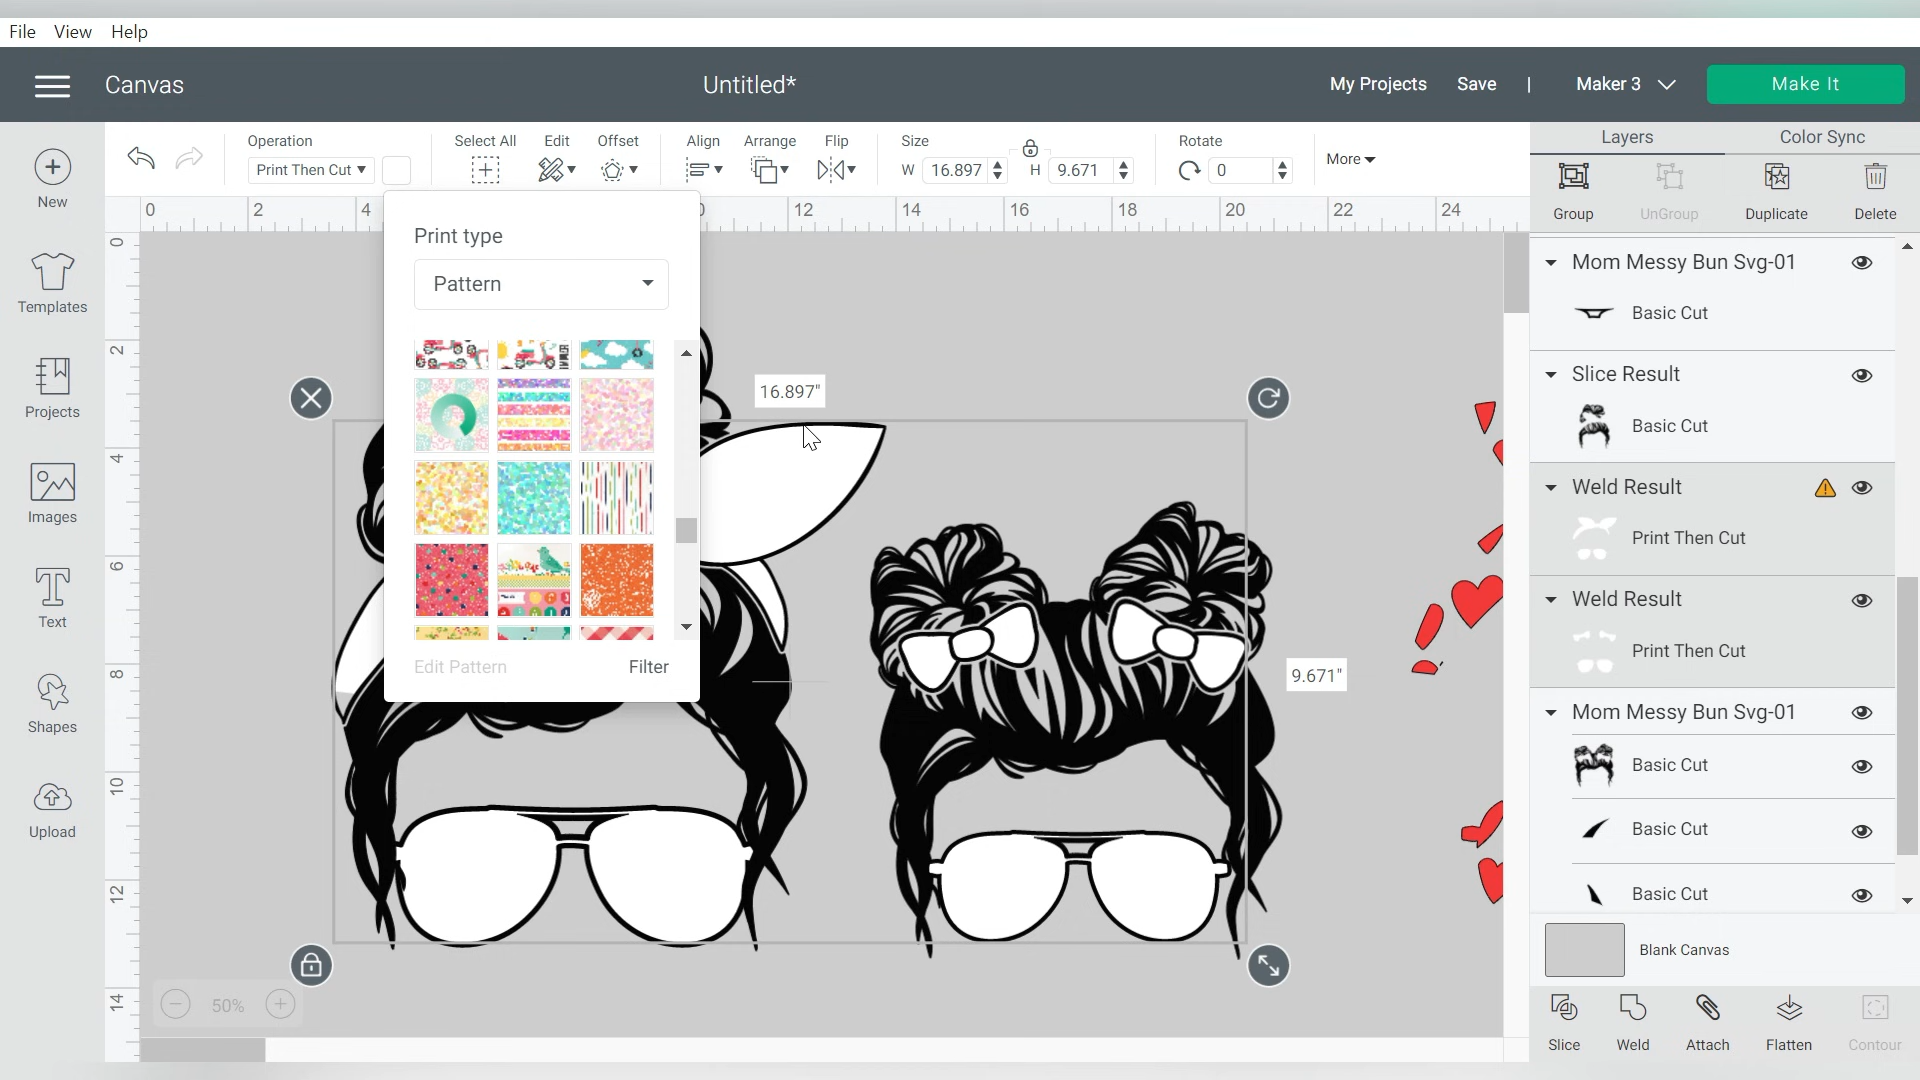 File View Help
Canvas Untitled* My Projects Save | Maker 3 Make It
Operation Select All Edit Offset Align Arrange Flip Size Rotate
Print Then Cut W 16.897 H 9.671 0 More
Layers Color Sync
Group UnGroup Duplicate Delete
New
Templates
Projects
Images
Text
Shapes
Upload
0 2 4 0 12 14 16 18 20 22 24
0
2
4
6
8
10
12
14
Print type
Pattern
Edit Pattern Filter
16.897"
9.671"
50%
Mom Messy Bun Svg-01
Basic Cut
Slice Result
Basic Cut
Weld Result
Print Then Cut
Weld Result
Print Then Cut
Mom Messy Bun Svg-01
Basic Cut
Basic Cut
Basic Cut
Blank Canvas
Slice Weld Attach Flatten Contour